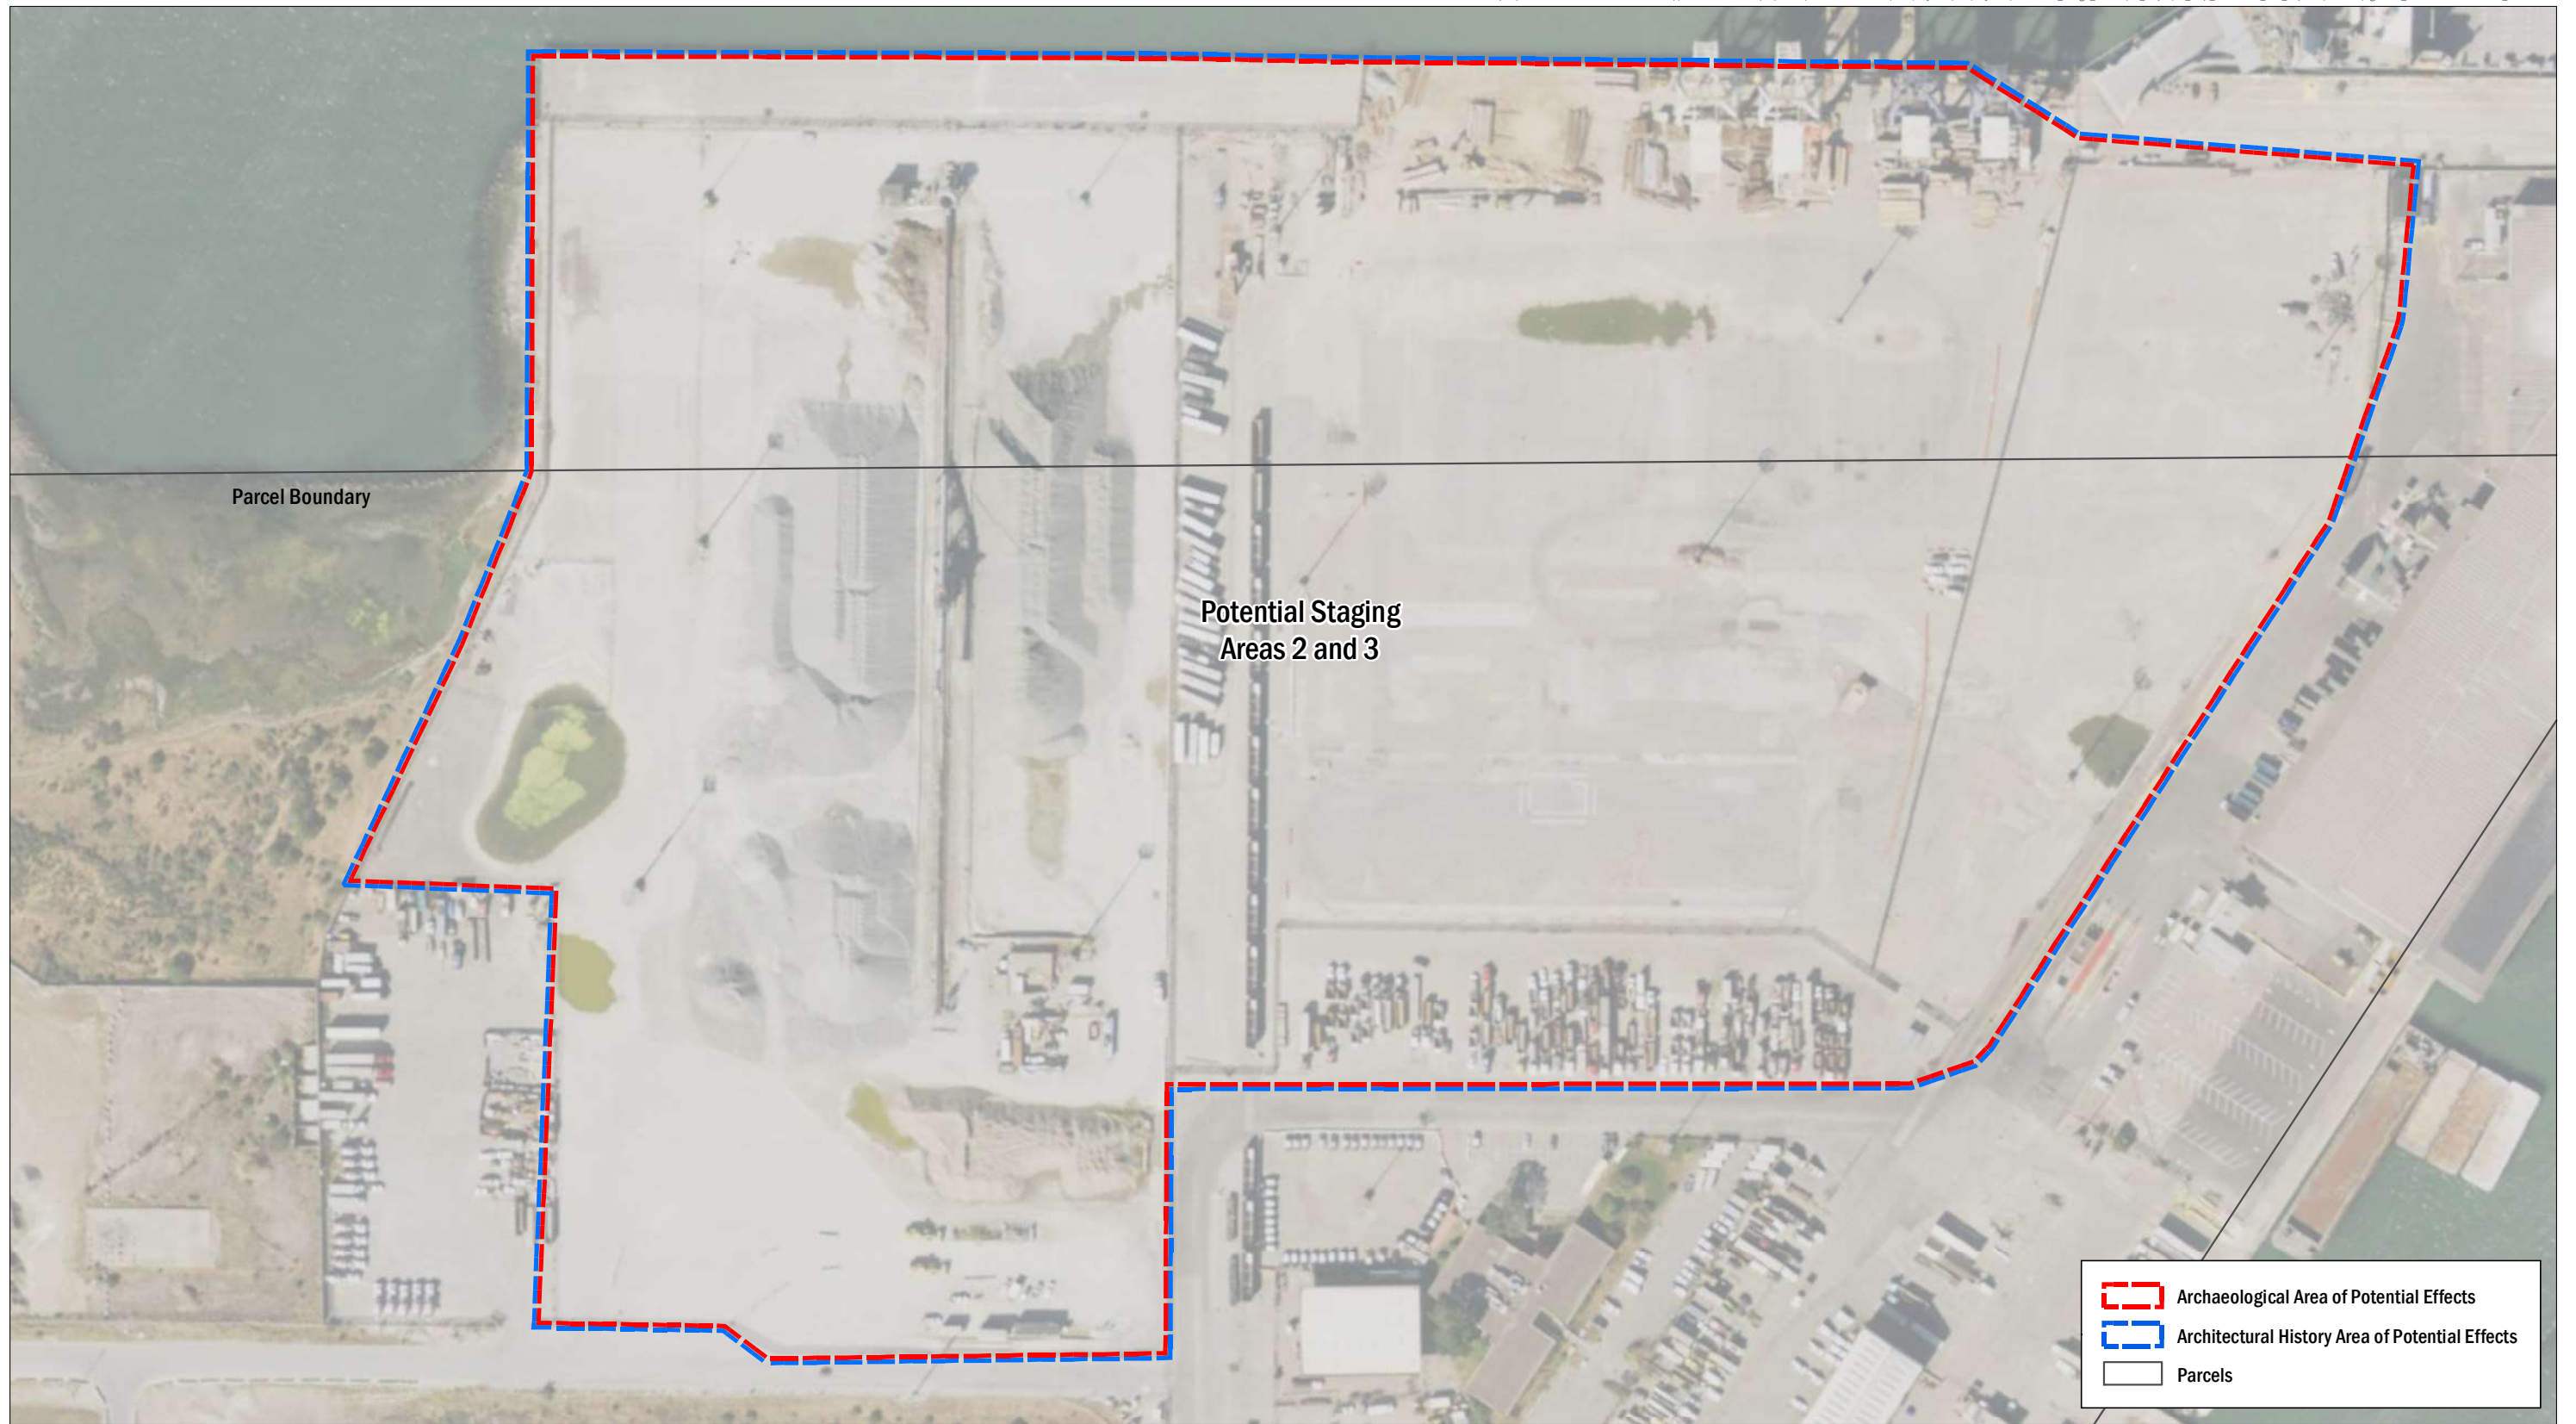 Parcel Boundary
Potential Staging
Areas 2 and 3
Archaeological Area of Potential Effects
Architectural History Area of Potential Effects
Parcels